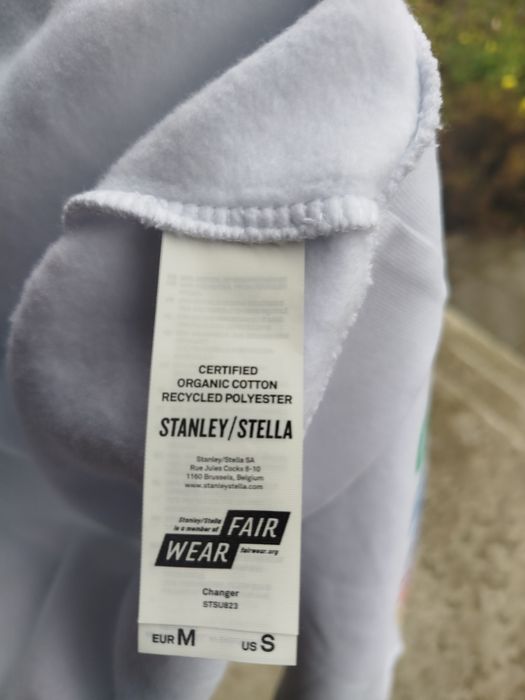 CERTIFIED
ORGANIC COTTON
RECYCLED POLYESTER
STANLEY/STELLA
Stanley/Stella SA
Rue Jules Cockx 8-10
1160 Brussels, Belgium
www.stanleystella.com
Stanley/Stella
is a member of
FAIR
WEAR
fairwear.org
Changer
STSU823
EUR M US S